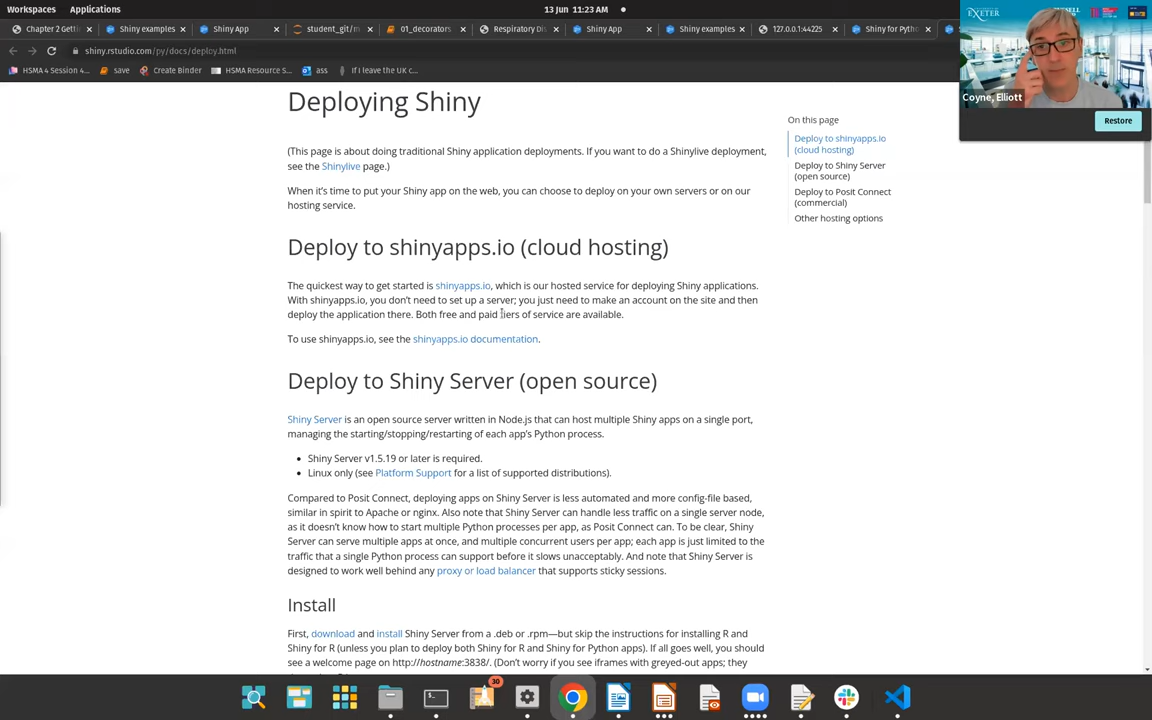 Workspaces Applications 13 Jun 11:23 AM
Chapter 2 Getti Shiny examples Shiny App student_git/m 01_decorators Respiratory Di Shiny App Shiny examples 127.0.0.1:44225 Shiny for Pytho
shiny.rstudio.com/py/docs/deploy.html
HSMA 4 Session 4... save Create Binder HSMA Resource S... ass If I leave the UK c...
EXETER
Coyne, Elliott
Restore
Deploying Shiny
(This page is about doing traditional Shiny application deployments. If you want to do a Shinylive deployment,
see the Shinylive page.)
When it's time to put your Shiny app on the web, you can choose to deploy on your own servers or on our
hosting service.
Deploy to shinyapps.io (cloud hosting)
The quickest way to get started is shinyapps.io, which is our hosted service for deploying Shiny applications.
With shinyapps.io, you don't need to set up a server; you just need to make an account on the site and then
deploy the application there. Both free and paid tiers of service are available.
To use shinyapps.io, see the shinyapps.io documentation.
Deploy to Shiny Server (open source)
Shiny Server is an open source server written in Node.js that can host multiple Shiny apps on a single port,
managing the starting/stopping/restarting of each app's Python process.
• Shiny Server v1.5.19 or later is required.
• Linux only (see Platform Support for a list of supported distributions).
Compared to Posit Connect, deploying apps on Shiny Server is less automated and more config-file based,
similar in spirit to Apache or nginx. Also note that Shiny Server can handle less traffic on a single server node,
as it doesn't know how to start multiple Python processes per app, as Posit Connect can. To be clear, Shiny
Server can serve multiple apps at once, and multiple concurrent users per app; each app is just limited to the
traffic that a single Python process can support before it slows unacceptably. And note that Shiny Server is
designed to work well behind any proxy or load balancer that supports sticky sessions.
Install
First, download and install Shiny Server from a .deb or .rpm—but skip the instructions for installing R and
Shiny for R (unless you plan to deploy both Shiny for R and Shiny for Python apps). If all goes well, you should
see a welcome page on http://hostname:3838/. (Don't worry if you see iframes with greyed-out apps; they
On this page
Deploy to shinyapps.io
(cloud hosting)
Deploy to Shiny Server
(open source)
Deploy to Posit Connect
(commercial)
Other hosting options
30